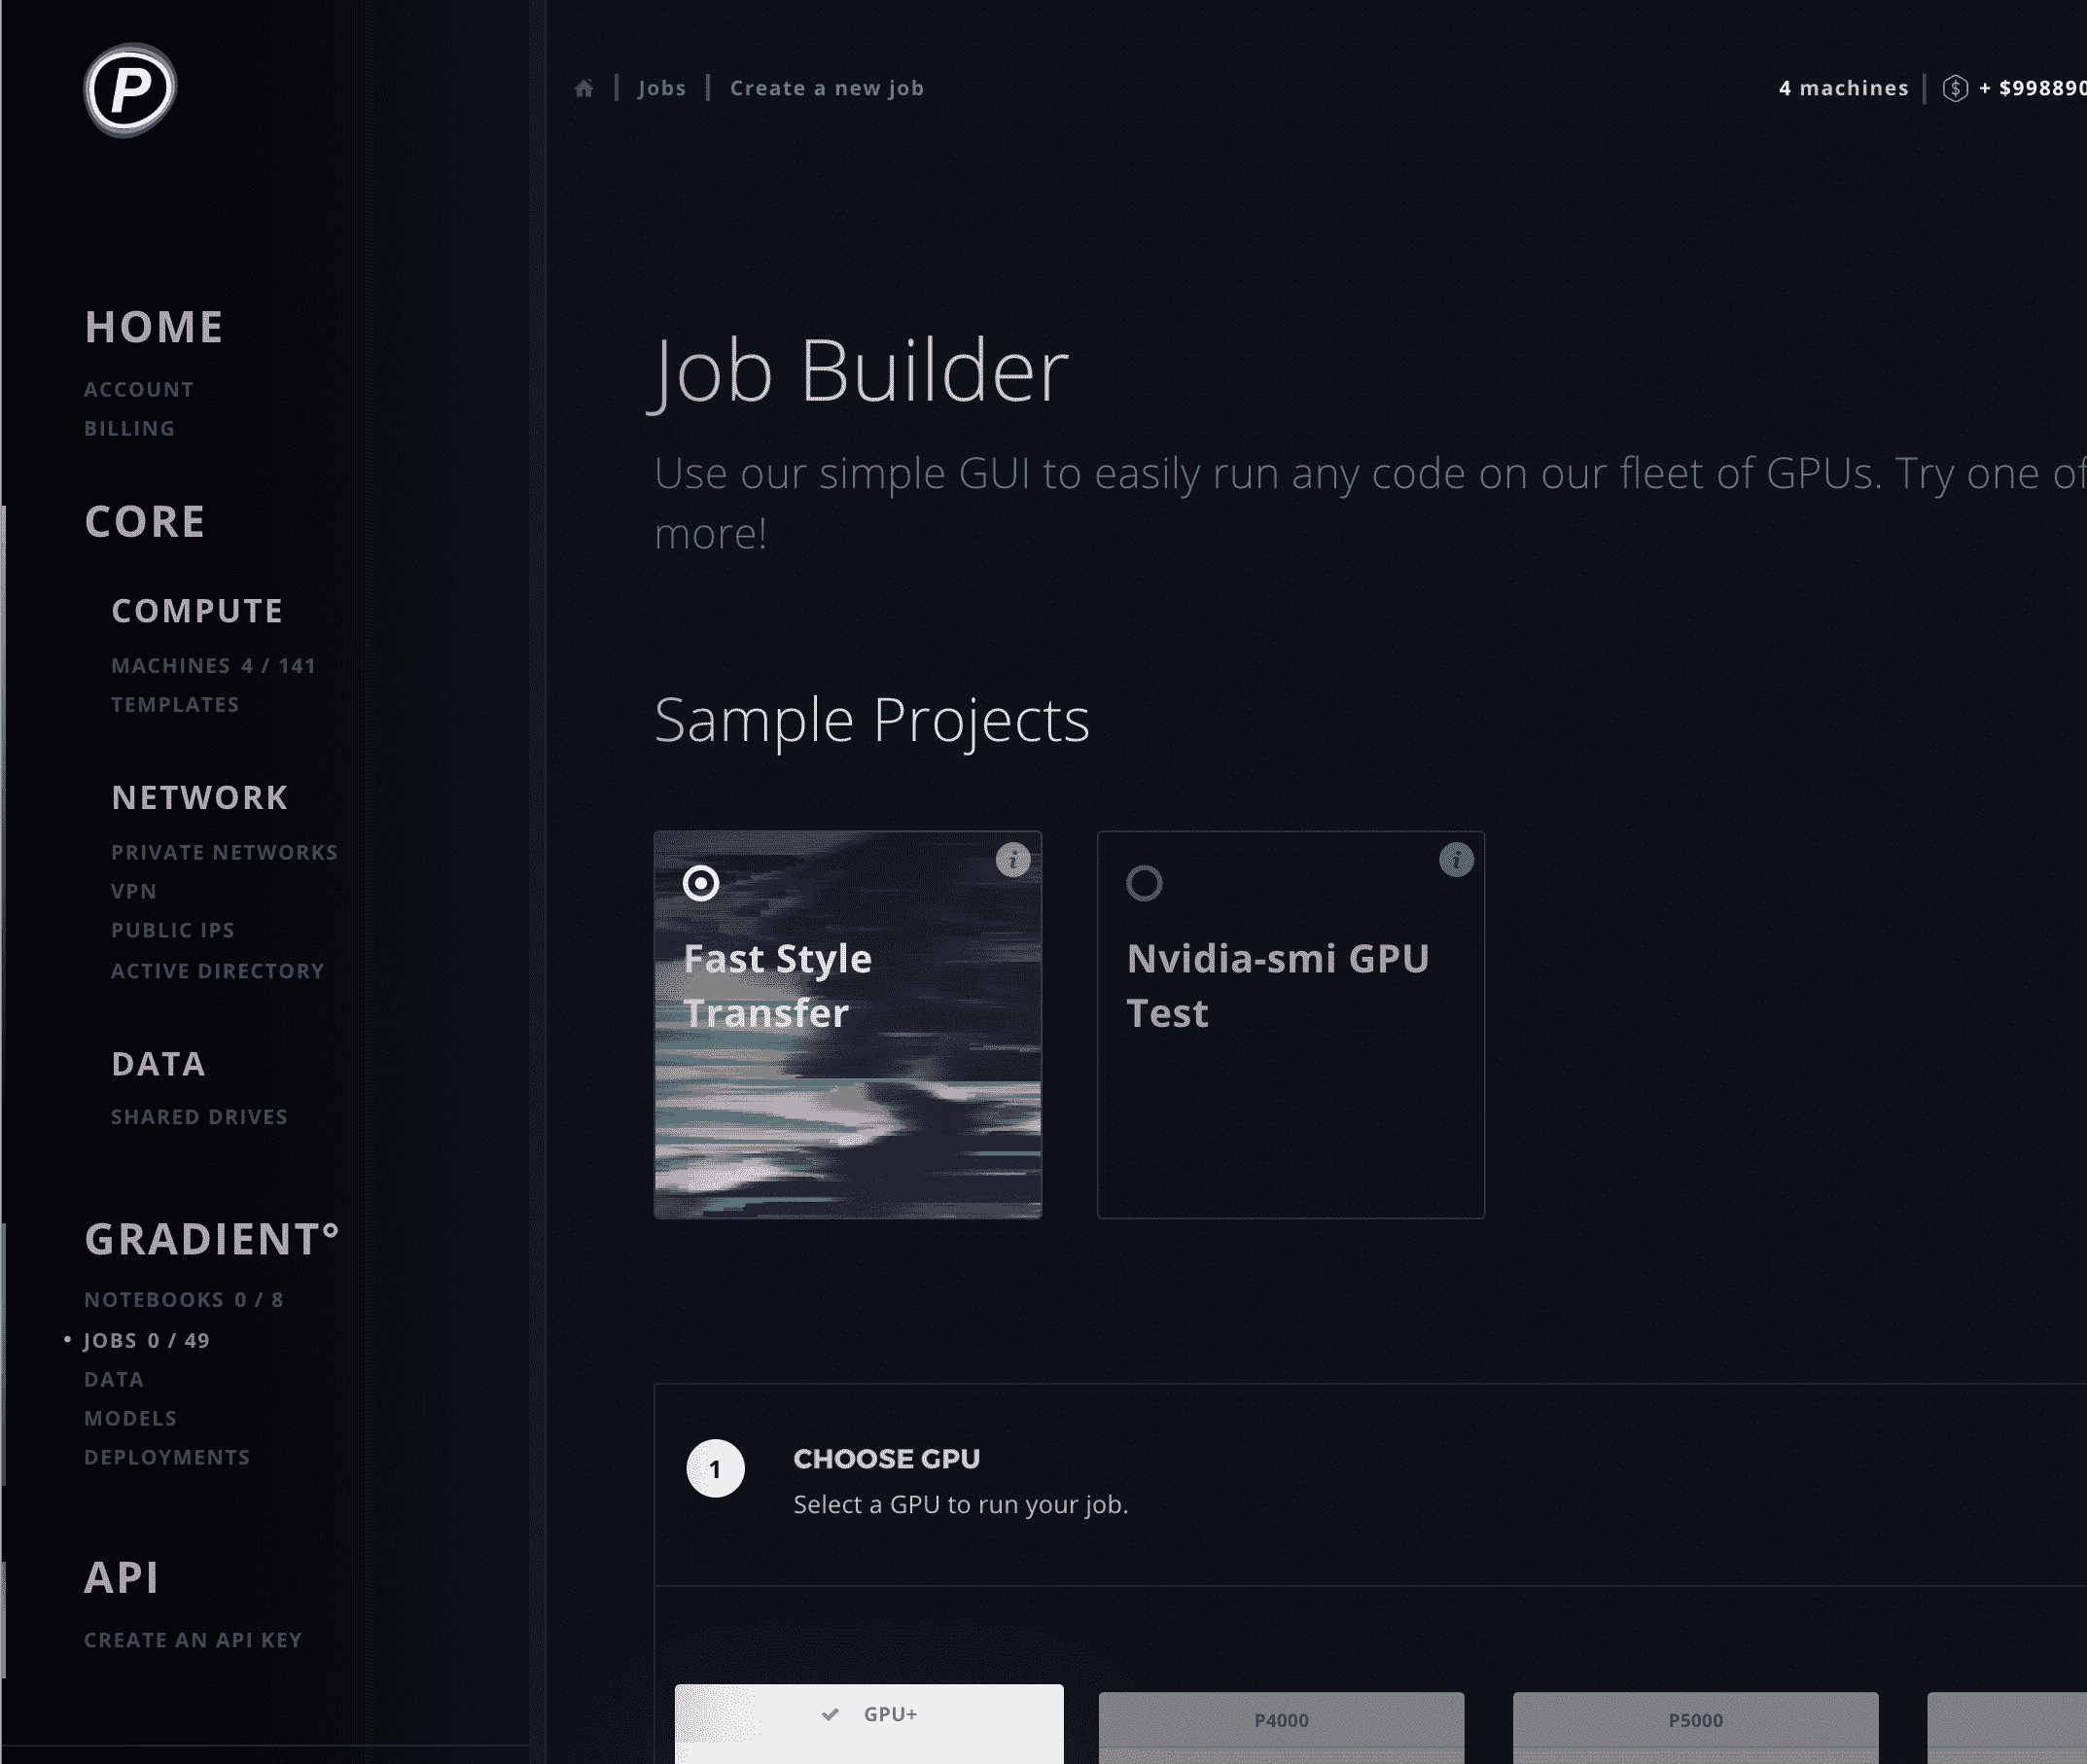 P
HOME
ACCOUNT
BILLING
CORE
COMPUTE
MACHINES 4 / 141
TEMPLATES
NETWORK
PRIVATE NETWORKS
VPN
PUBLIC IPS
ACTIVE DIRECTORY
DATA
SHARED DRIVES
GRADIENT°
NOTEBOOKS 0 / 8
• JOBS 0 / 49
DATA
MODELS
DEPLOYMENTS
API
CREATE AN API KEY
Jobs | Create a new job
4 machines | $ + $998890
Job Builder
Use our simple GUI to easily run any code on our fleet of GPUs. Try one of
more!
Sample Projects
i
Fast Style
Transfer
i
Nvidia-smi GPU
Test
1
CHOOSE GPU
Select a GPU to run your job.
GPU+
P4000
P5000